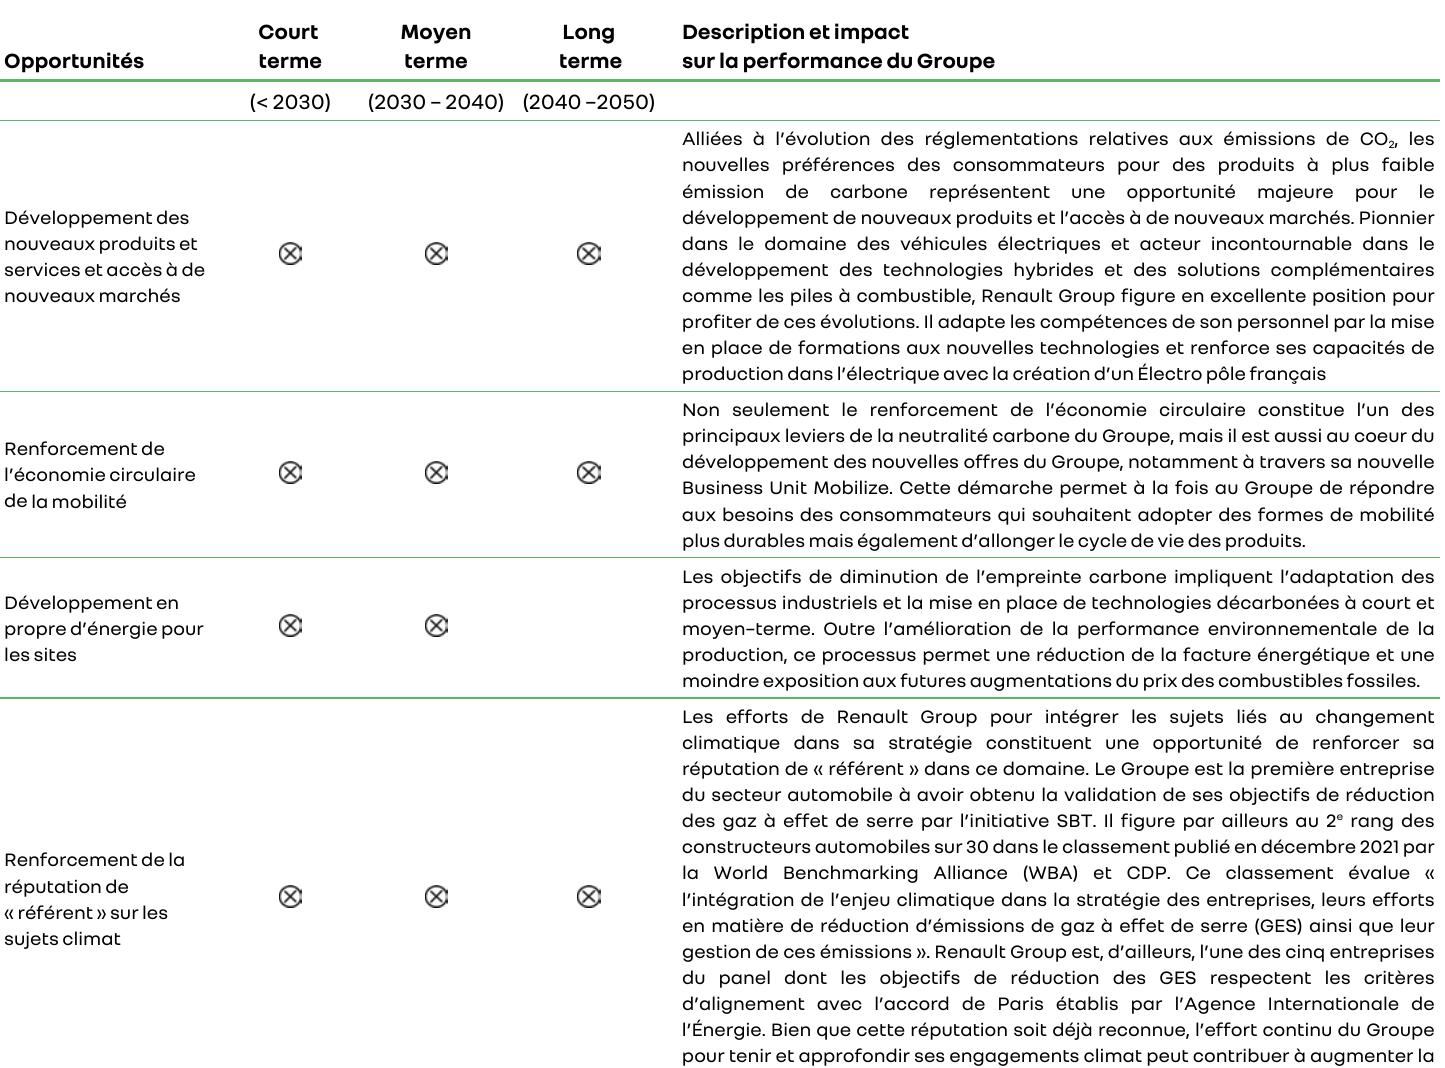 Opportunités
Court
terme
Moyen
terme
Long
terme
Description et impact
sur la performance du Groupe
(< 2030)
(2030 – 2040)
(2040 –2050)
Développement des
nouveaux produits et
services et accès à de
nouveaux marchés
Alliées à l’évolution des réglementations relatives aux émissions de CO₂, les
nouvelles préférences des consommateurs pour des produits à plus faible
émission de carbone représentent une opportunité majeure pour le
développement de nouveaux produits et l’accès à de nouveaux marchés. Pionnier
dans le domaine des véhicules électriques et acteur incontournable dans le
développement des technologies hybrides et des solutions complémentaires
comme les piles à combustible, Renault Group figure en excellente position pour
profiter de ces évolutions. Il adapte les compétences de son personnel par la mise
en place de formations aux nouvelles technologies et renforce ses capacités de
production dans l’électrique avec la création d’un Électro pôle français
Renforcement de
l’économie circulaire
de la mobilité
Non seulement le renforcement de l’économie circulaire constitue l’un des
principaux leviers de la neutralité carbone du Groupe, mais il est aussi au coeur du
développement des nouvelles offres du Groupe, notamment à travers sa nouvelle
Business Unit Mobilize. Cette démarche permet à la fois au Groupe de répondre
aux besoins des consommateurs qui souhaitent adopter des formes de mobilité
plus durables mais également d’allonger le cycle de vie des produits.
Développement en
propre d’énergie pour
les sites
Les objectifs de diminution de l’empreinte carbone impliquent l’adaptation des
processus industriels et la mise en place de technologies décarbonées à court et
moyen-terme. Outre l’amélioration de la performance environnementale de la
production, ce processus permet une réduction de la facture énergétique et une
moindre exposition aux futures augmentations du prix des combustibles fossiles.
Renforcement de la
réputation de
« référent » sur les
sujets climat
Les efforts de Renault Group pour intégrer les sujets liés au changement
climatique dans sa stratégie constituent une opportunité de renforcer sa
réputation de « référent » dans ce domaine. Le Groupe est la première entreprise
du secteur automobile à avoir obtenu la validation de ses objectifs de réduction
des gaz à effet de serre par l’initiative SBT. Il figure par ailleurs au 2ᵉ rang des
constructeurs automobiles sur 30 dans le classement publié en décembre 2021 par
la World Benchmarking Alliance (WBA) et CDP. Ce classement évalue «
l’intégration de l’enjeu climatique dans la stratégie des entreprises, leurs efforts
en matière de réduction d’émissions de gaz à effet de serre (GES) ainsi que leur
gestion de ces émissions ». Renault Group est, d’ailleurs, l’une des cinq entreprises
du panel dont les objectifs de réduction des GES respectent les critères
d’alignement avec l’accord de Paris établis par l’Agence Internationale de
l’Énergie. Bien que cette réputation soit déjà reconnue, l’effort continu du Groupe
pour tenir et approfondir ses engagements climat peut contribuer à augmenter la